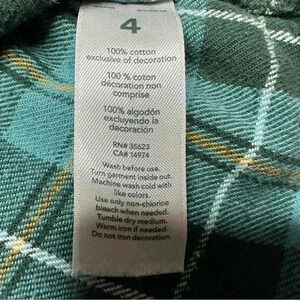 4
100% cotton
exclusive of decoration
100 % coton
décoration non
comprise
100% algodón
excluyendo la
decoración
RN# 35623
CA# 14974
Wash before use.
Turn garment inside out.
Machine wash cold with
like colors.
Use only non-chlorine
bleach when needed.
Tumble dry medium.
Warm iron if needed.
Do not iron decoration.